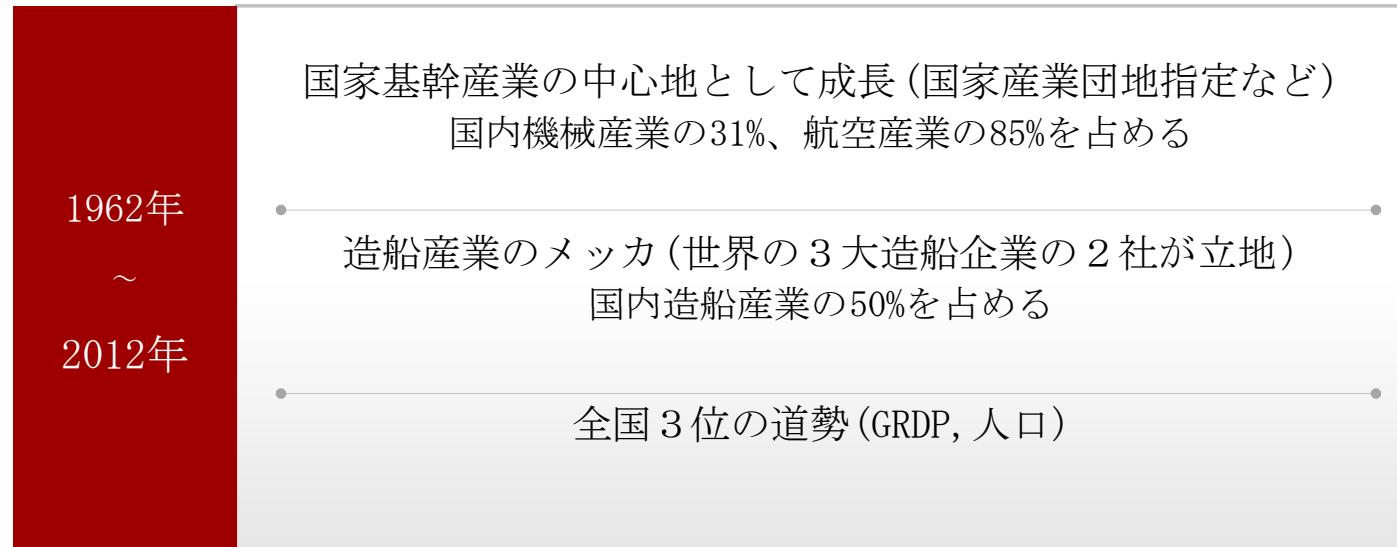 国家基幹産業の中心地として成長(国家産業団地指定など)
国内機械産業の31%、航空産業の85%を占める
1962年
~
2012年
造船産業のメッカ(世界の３大造船企業の２社が立地)
国内造船産業の50%を占める
全国３位の道勢(GRDP,人口)